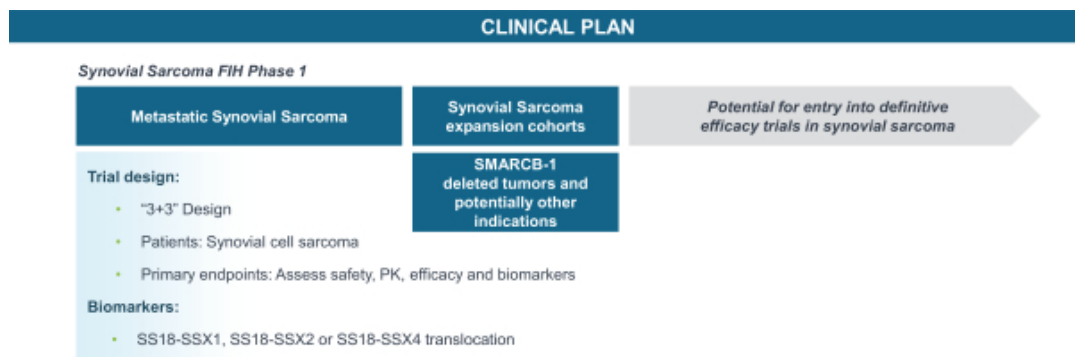 CLINICAL PLAN
Synovial Sarcoma FIH Phase 1
Metastatic Synovial Sarcoma
Synovial Sarcoma
expansion cohorts
Potential for entry into definitive
efficacy trials in synovial sarcoma
SMARCB-1
deleted tumors and
potentially other
indications
Trial design:
• "3+3" Design
• Patients: Synovial cell sarcoma
• Primary endpoints: Assess safety, PK, efficacy and biomarkers
Biomarkers:
• SS18-SSX1, SS18-SSX2 or SS18-SSX4 translocation